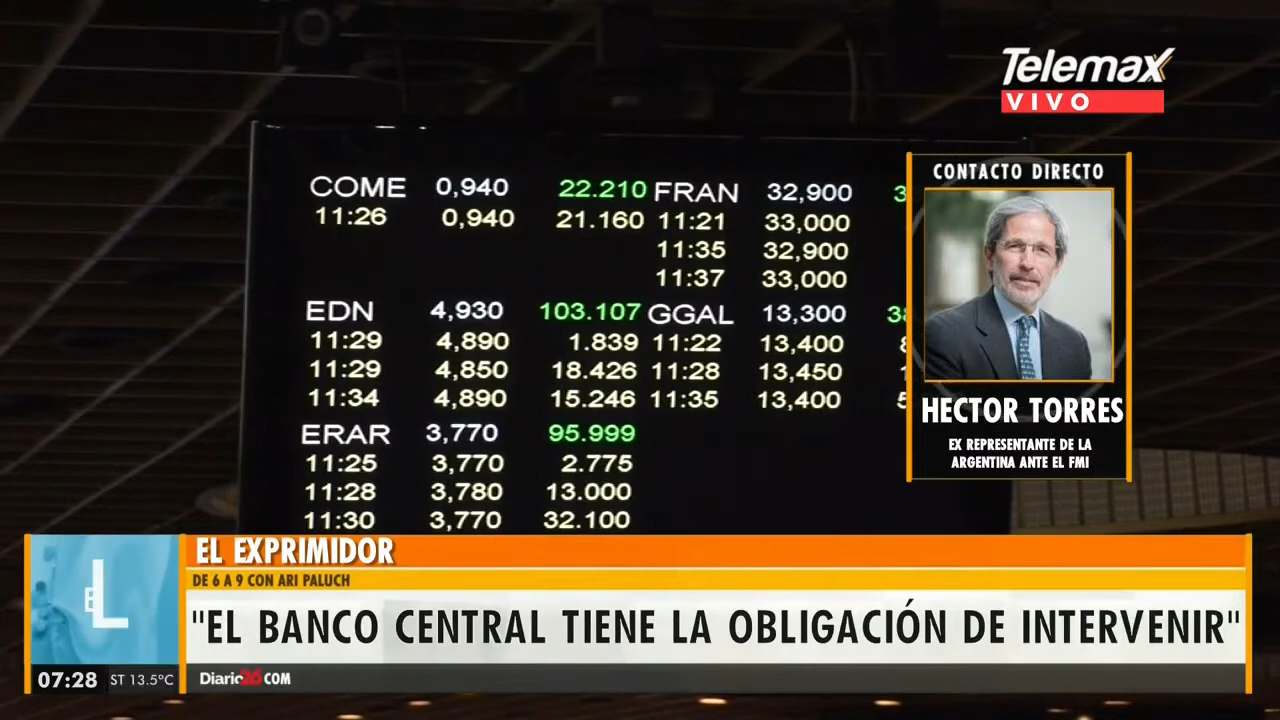 Telemax
VIVO
COME 0,940 22.210 FRAN 32,900
11:26 0,940 21.160 11:21 33,000
11:35 32,900
11:37 33,000
EDN 4,930 103.107 GGAL 13,300
11:29 4,890 1.839 11:22 13,400
11:29 4,850 18.426 11:28 13,450
11:34 4,890 15.246 11:35 13,400
ERAR 3,770 95.999
11:25 3,770 2.775
11:28 3,780 13.000
11:30 3,770 32.100
CONTACTO DIRECTO
HECTOR TORRES
EX REPRESENTANTE DE LA
ARGENTINA ANTE EL FMI
EL EXPRIMIDOR
DE 6 A 9 CON ARI PALUCH
"EL BANCO CENTRAL TIENE LA OBLIGACIÓN DE INTERVENIR"
07:28 ST 13.5°C Diario26.COM